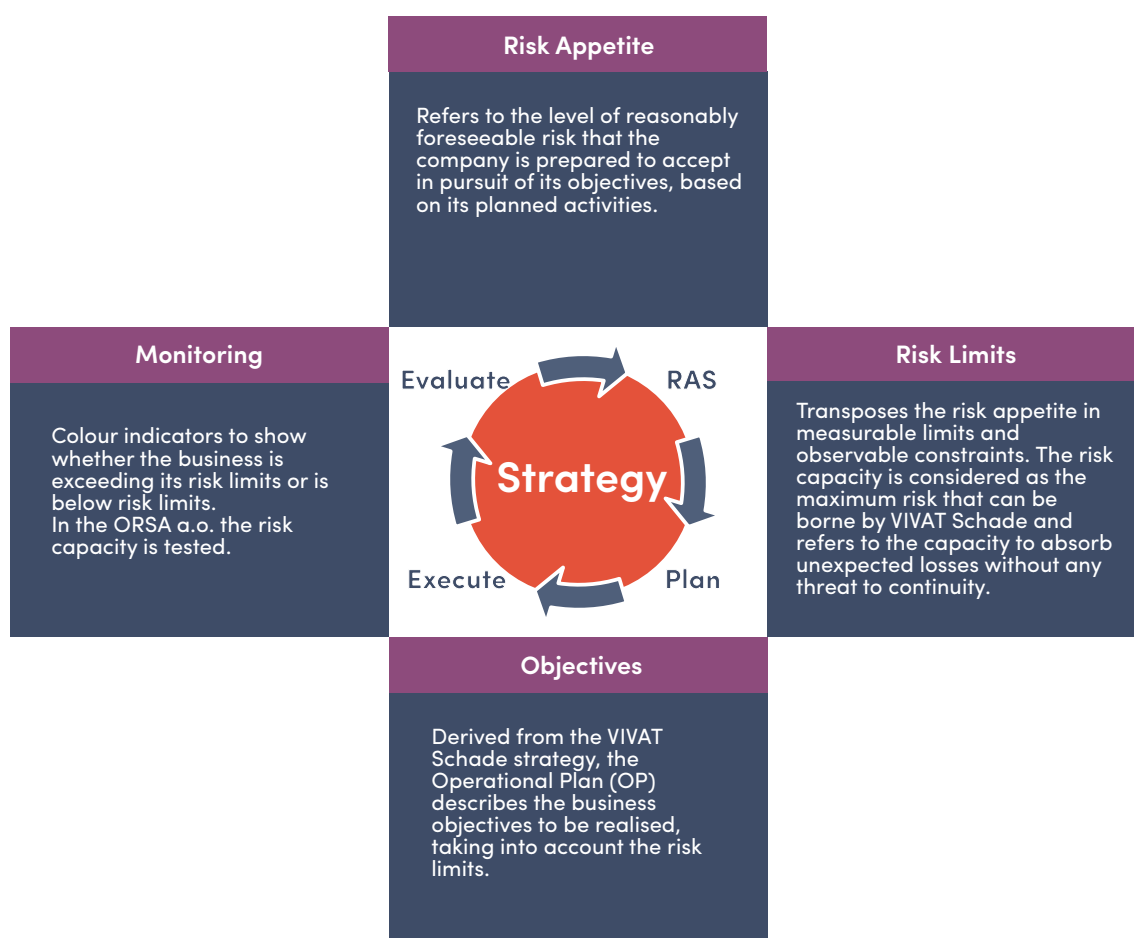 Risk Appetite
Refers to the level of reasonably
foreseeable risk that the
company is prepared to accept
in pursuit of its objectives, based
on its planned activities.
Monitoring
Colour indicators to show
whether the business is
exceeding its risk limits or is
below risk limits.
In the ORSA a.o. the risk
capacity is tested.
Evaluate
RAS
Strategy
Execute
Plan
Risk Limits
Transposes the risk appetite in
measurable limits and
observable constraints. The risk
capacity is considered as the
maximum risk that can be
borne by VIVAT Schade and
refers to the capacity to absorb
unexpected losses without any
threat to continuity.
Objectives
Derived from the VIVAT
Schade strategy, the
Operational Plan (OP)
describes the business
objectives to be realised,
taking into account the risk
limits.